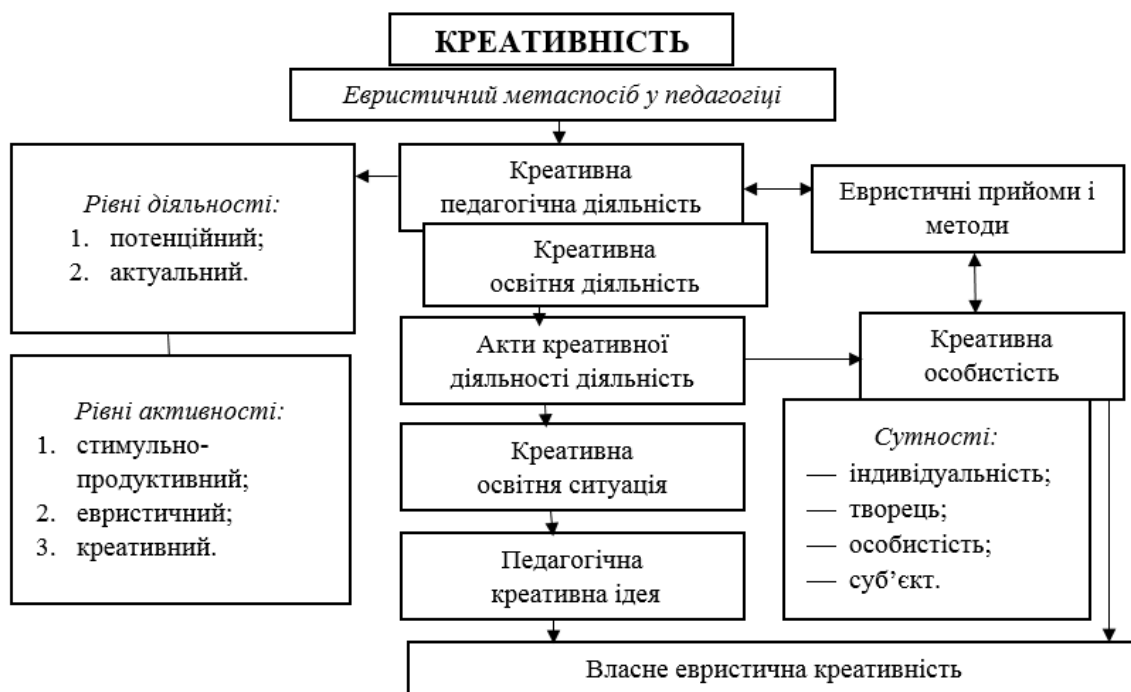 КРЕАТИВНІСТЬ
Евристичний метаспосіб у педагогіці
Рівні діяльності:
1. потенційний;
2. актуальний.
Креативна
педагогічна діяльність
Евристичні прийоми і
методи
Креативна
освітня діяльність
Акти креативної
діяльності діяльність
Креативна
особистість
Рівні активності:
1. стимульно-
продуктивний;
2. евристичний;
3. креативний.
Креативна
освітня ситуація
Сутності:
— індивідуальність;
— творець;
— особистість;
— суб’єкт.
Педагогічна
креативна ідея
Власне евристична креативність